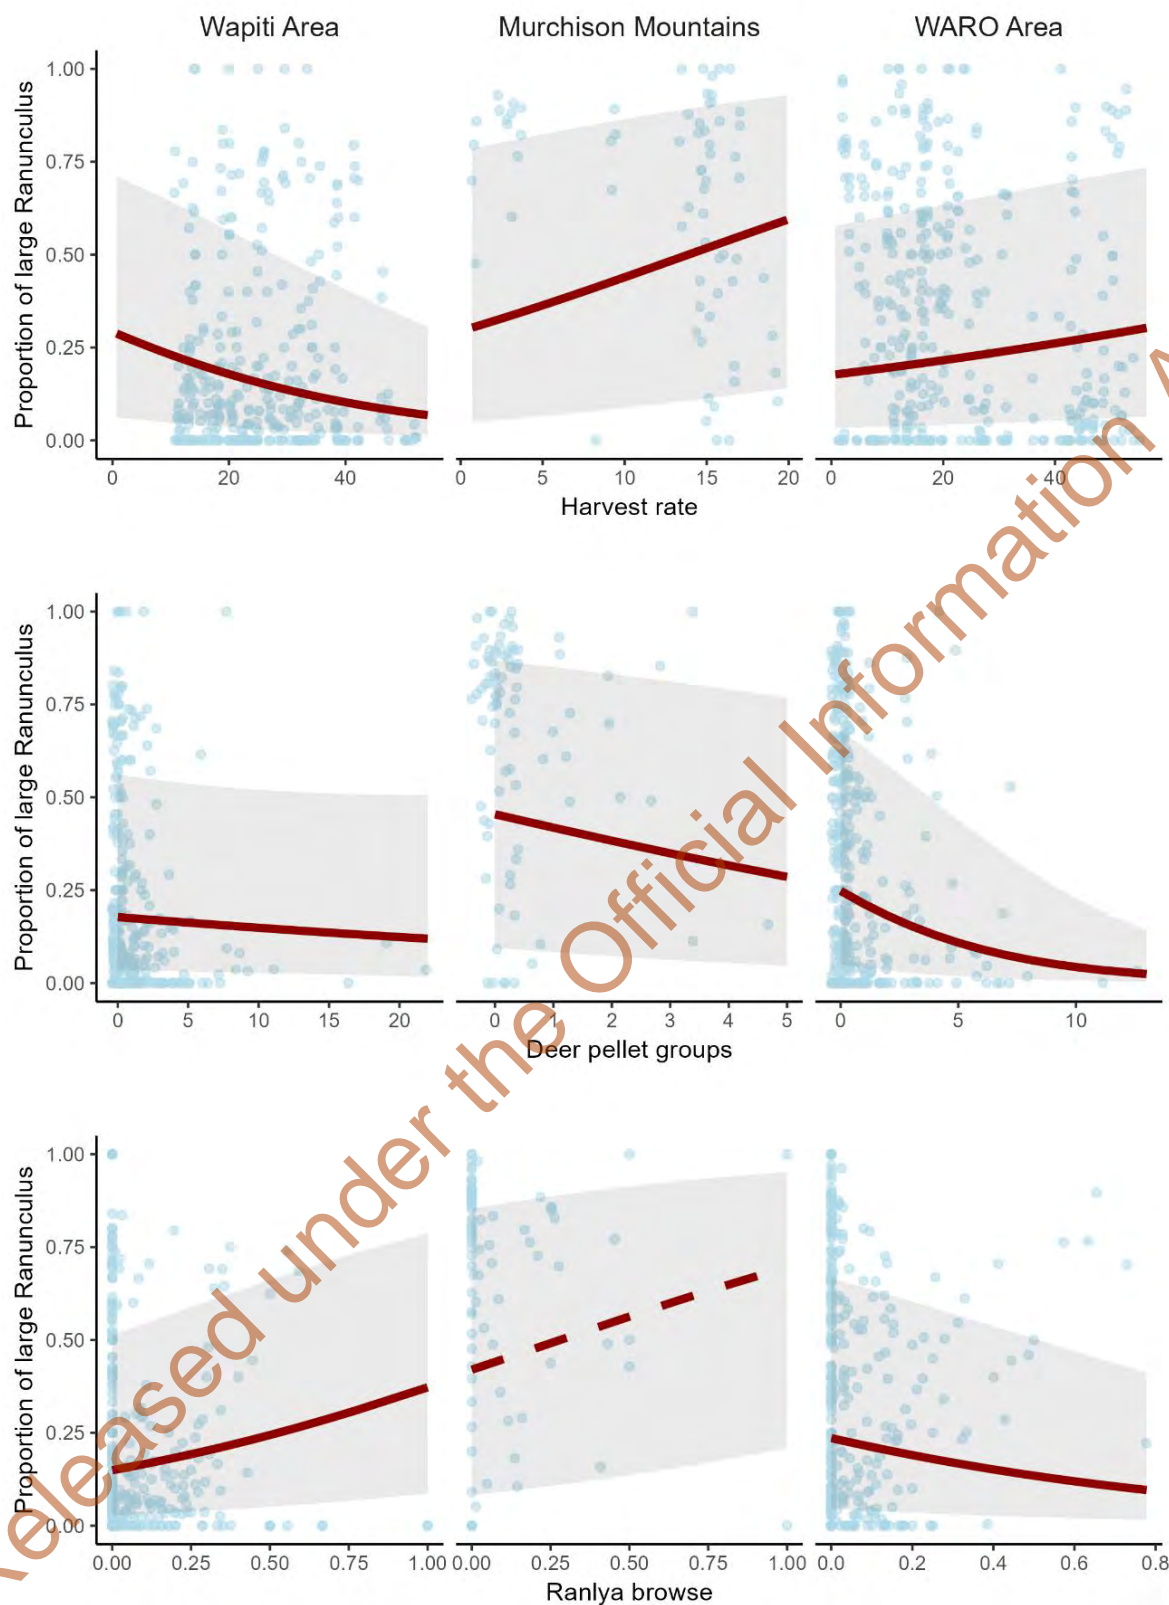 Wapiti Area Murchison Mountains WARO Area
Proportion of large Ranunculus
1.00
0.75
0.50
0.25
0.00
0 20 40 0 5 10 15 20 0 20 40
Harvest rate
Proportion of large Ranunculus
1.00
0.75
0.50
0.25
0.00
0 5 10 15 20 0 1 2 3 4 5 0 5 10
Deer pellet groups
Proportion of large Ranunculus
1.00
0.75
0.50
0.25
0.00
0.00 0.25 0.50 0.75 1.00 0.00 0.25 0.50 0.75 1.00 0.0 0.2 0.4 0.6 0.8
Ranlya browse
Released under the Official Information A